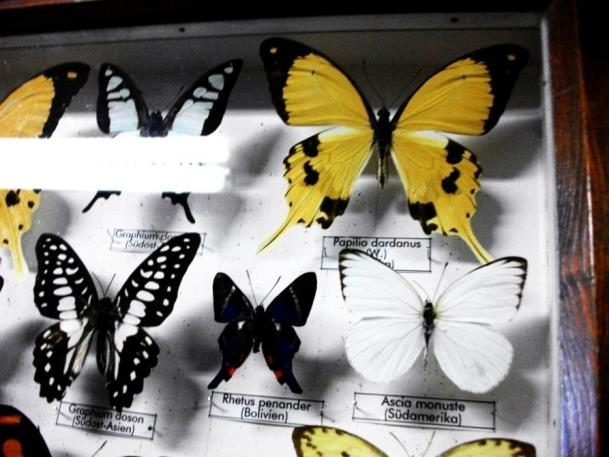 Graphium
(Südost-
Papilio dardanus
(W.)
Graphium doson
(Südost-Asien)
Rhetus penander
(Bolivien)
Ascia monuste
(Südamerika)